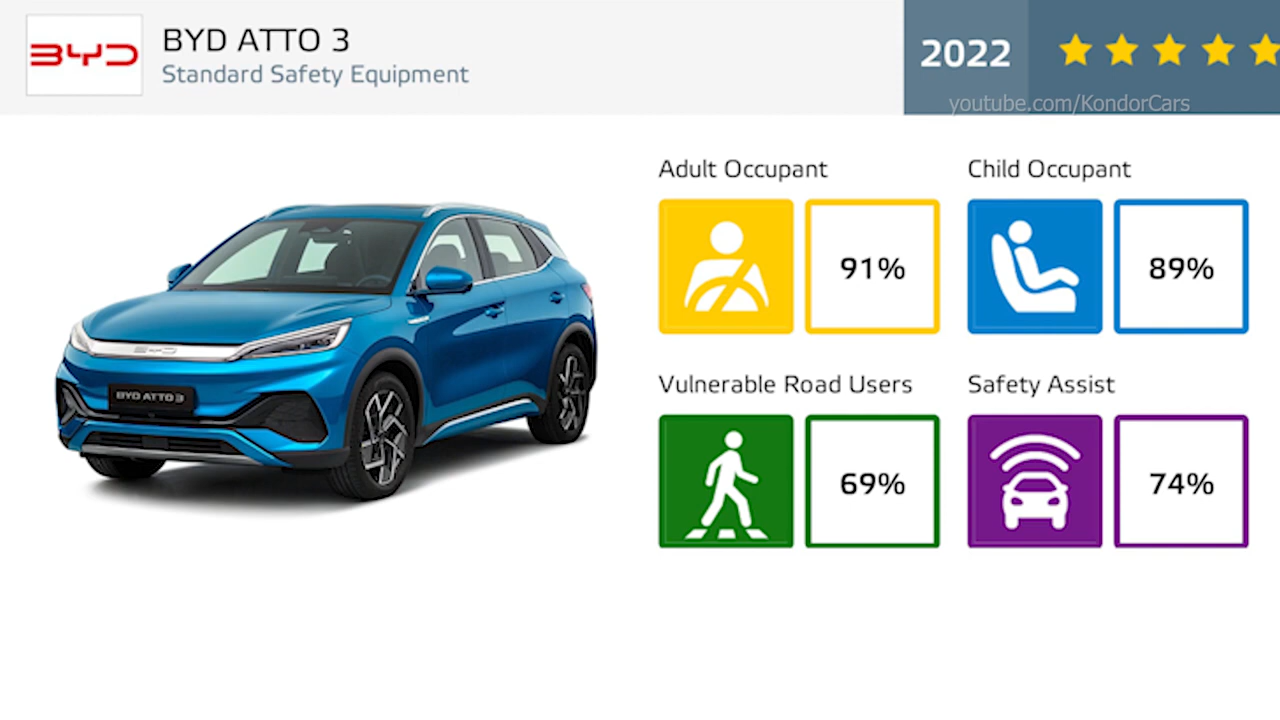 BYD
BYD ATTO 3
Standard Safety Equipment
2022
youtube.com/KondorCars
Adult Occupant
Child Occupant
91%
89%
Vulnerable Road Users
Safety Assist
69%
74%
BYD
BYD ATTO 3